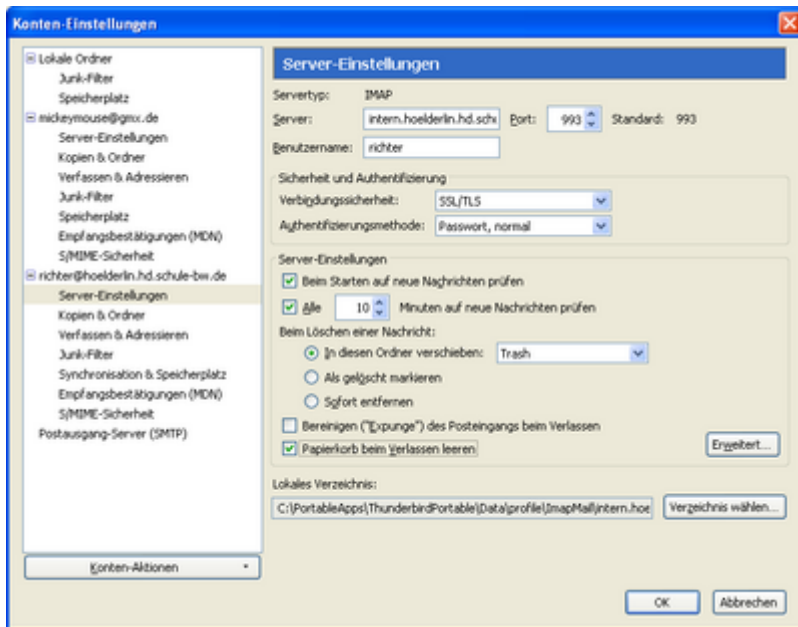 Konten-Einstellungen
Lokale Ordner
Junk-Filter
Speicherplatz
mickeymouse@gmx.de
Server-Einstellungen
Kopien & Ordner
Verfassen & Adressieren
Junk-Filter
Speicherplatz
Empfangsbestätigungen (MDN)
S/MIME-Sicherheit
richter@hoelderlin.hd.schule-bw.de
Server-Einstellungen
Kopien & Ordner
Verfassen & Adressieren
Junk-Filter
Synchronisation & Speicherplatz
Empfangsbestätigungen (MDN)
S/MIME-Sicherheit
Postausgang-Server (SMTP)
Konten-Aktionen
Server-Einstellungen
Servertyp: IMAP
Server: intern.hoelderlin.hd.schu Port: 993 Standard: 993
Benutzername: richter
Sicherheit und Authentifizierung
Verbindungssicherheit: SSL/TLS
Authentifizierungsmethode: Passwort, normal
Server-Einstellungen
Beim Starten auf neue Nachrichten prüfen
Alle 10 Minuten auf neue Nachrichten prüfen
Beim Löschen einer Nachricht:
In diesen Ordner verschieben: Trash
Als gelöscht markieren
Sofort entfernen
Bereinigen ("Expunge") des Posteingangs beim Verlassen
Papierkorb beim Verlassen leeren
Erweitert...
Lokales Verzeichnis:
C:\PortableApps\ThunderbirdPortable\Data\profile\ImapMail\intern.hoe Verzeichnis wählen...
OK Abbrechen